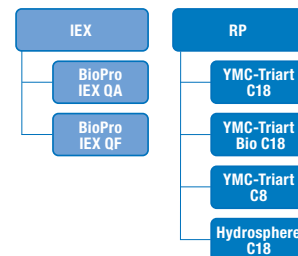 IEX
BioPro
IEX QA
BioPro
IEX QF
RP
YMC-Triart
C18
YMC-Triart
Bio C18
YMC-Triart
C8
Hydrosphere
C18